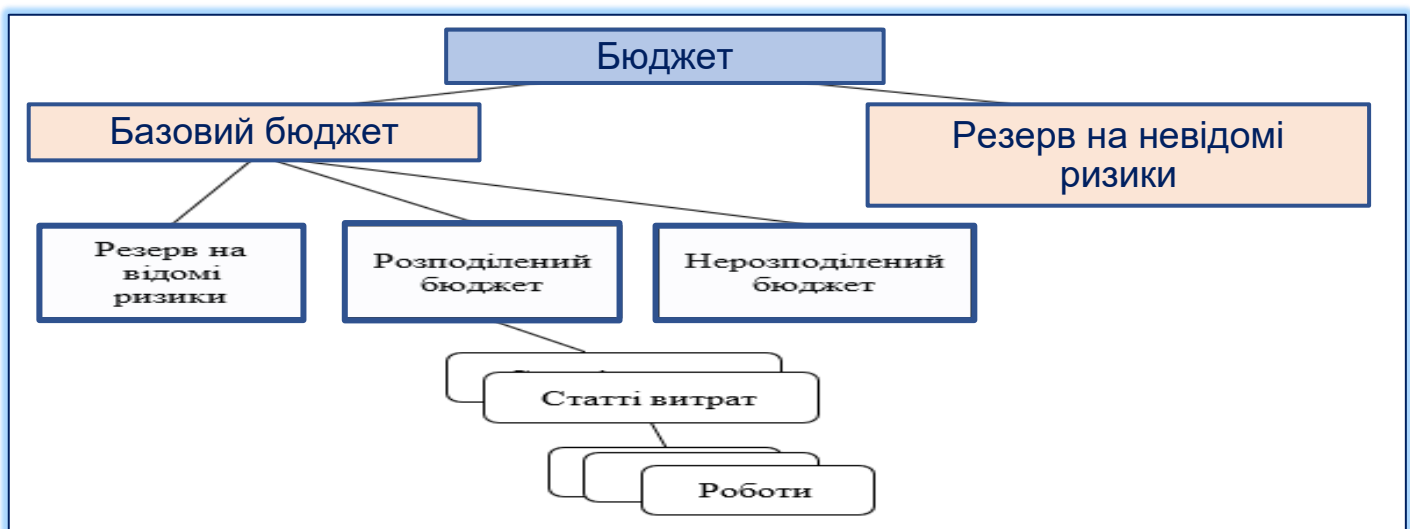 Бюджет
Базовий бюджет
Резерв на невідомі
ризики
Резерв на
відомі
ризики
Розподілений
бюджет
Нерозподілений
бюджет
Статті витрат
Роботи